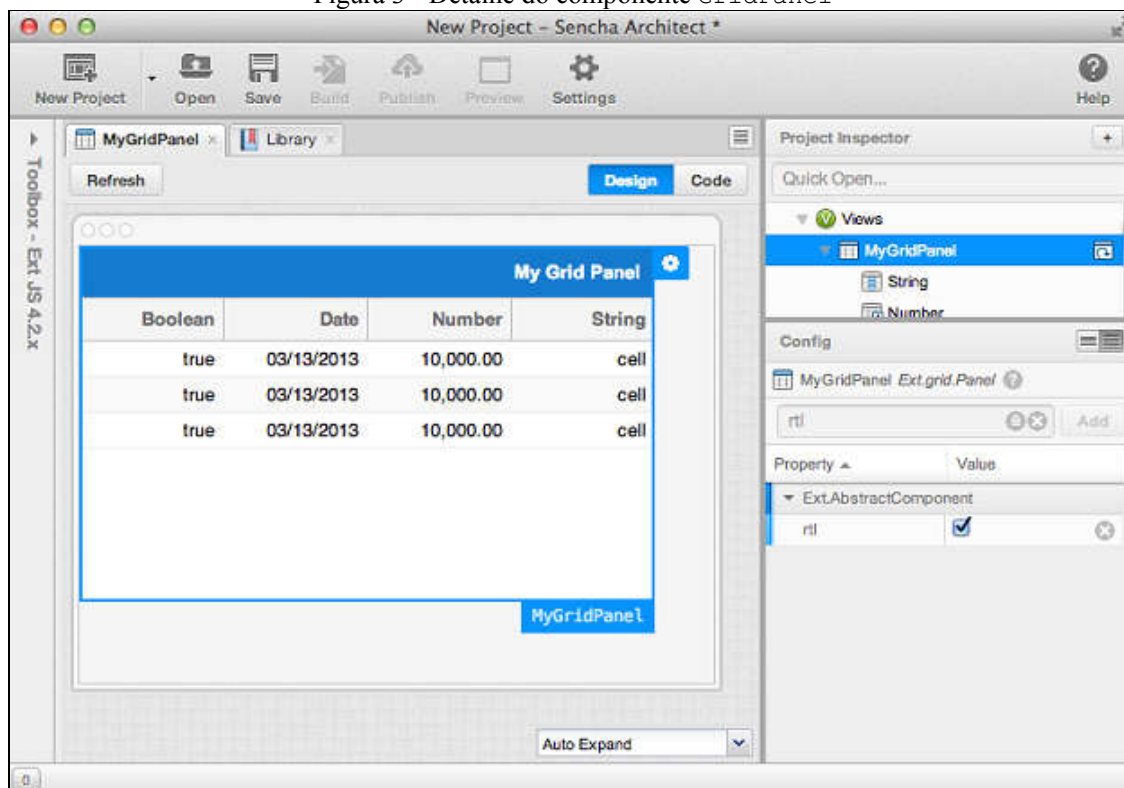 Figura 3 - Detalhe do componente GridPanel
New Project – Sencha Architect *
New Project
Open
Save
Build
Publish
Preview
Settings
Help
Toolbox - Ext JS 4.2.x
MyGridPanel ×
Library ×
Refresh
Design
Code
My Grid Panel
Boolean Date Number String
true 03/13/2013 10,000.00 cell
true 03/13/2013 10,000.00 cell
true 03/13/2013 10,000.00 cell
MyGridPanel
Auto Expand
Project Inspector
+
Quick Open...
Views
MyGridPanel
String
Number
Config
MyGridPanel Ext.grid.Panel
rtl
Add
Property Value
Ext.AbstractComponent
rtl